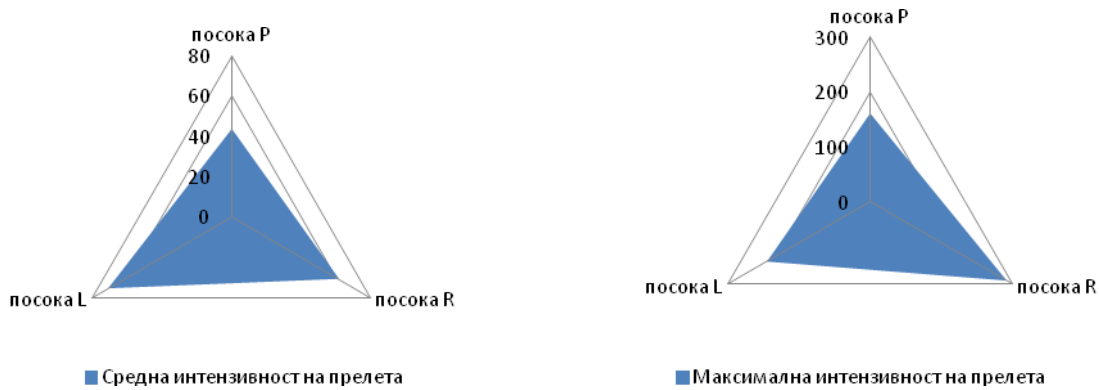 посока P
80
60
40
20
0
посока L
посока R
Средна интензивност на прелета
посока P
300
200
100
0
посока L
посока R
Максимална интензивност на прелета